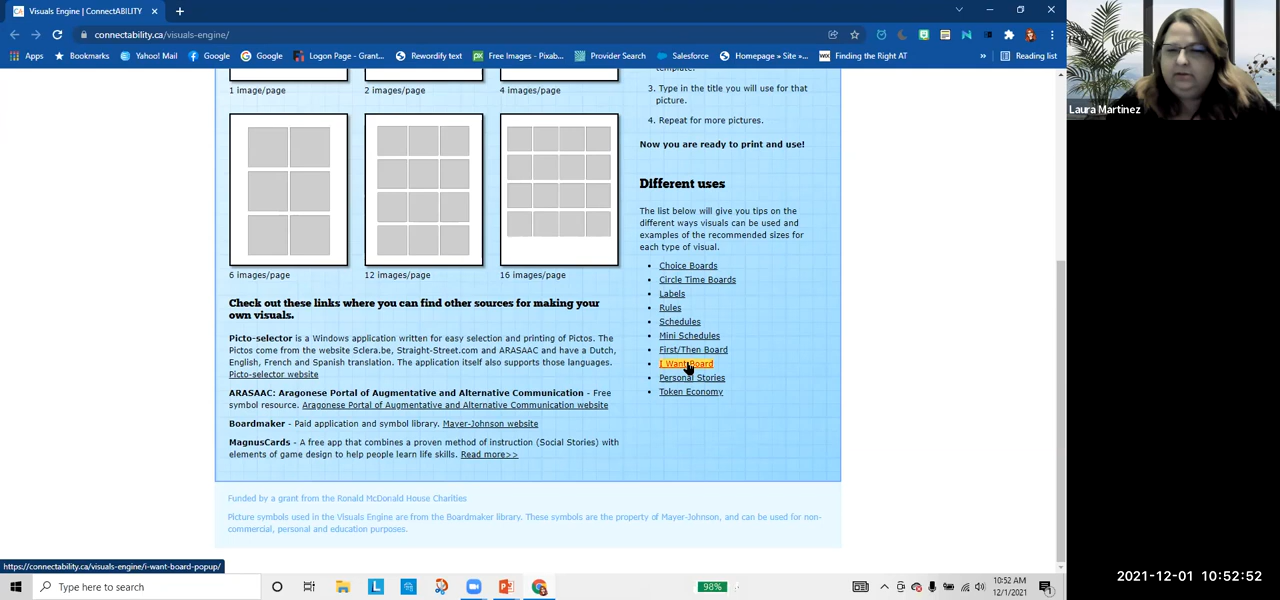 Visuals Engine | ConnectABILITY
connectability.ca/visuals-engine/
Apps
Bookmarks
Yahoo! Mail
Google
Google
Logon Page - Grant...
Rewordify text
Free Images - Pixab...
Provider Search
Salesforce
Homepage » Site »...
Finding the Right AT
»
Reading list
Laura Martinez
1 image/page
2 images/page
4 images/page
6 images/page
12 images/page
16 images/page
template.
3. Type in the title you will use for that
picture.
4. Repeat for more pictures.
Now you are ready to print and use!
Different uses
The list below will give you tips on the
different ways visuals can be used and
examples of the recommended sizes for
each type of visual.
Choice Boards
Circle Time Boards
Labels
Rules
Schedules
Mini Schedules
First/Then Board
I Want Board
Personal Stories
Token Economy
Check out these links where you can find other sources for making your
own visuals.
Picto-selector is a Windows application written for easy selection and printing of Pictos. The
Pictos come from the website Sclera.be, Straight-Street.com and ARASAAC and have a Dutch,
English, French and Spanish translation. The application itself also supports those languages.
Picto-selector website
ARASAAC: Aragonese Portal of Augmentative and Alternative Communication - Free
symbol resource. Aragonese Portal of Augmentative and Alternative Communication website
Boardmaker - Paid application and symbol library. Mayer-Johnson website
MagnusCards - A free app that combines a proven method of instruction (Social Stories) with
elements of game design to help people learn life skills. Read more>>
Funded by a grant from the Ronald McDonald House Charities
Picture symbols used in the Visuals Engine are from the Boardmaker library. These symbols are the property of Mayer-Johnson, and can be used for non-
commercial, personal and education purposes.
https://connectability.ca/visuals-engine/i-want-board-popup/
Type here to search
98%
10:52 AM
12/1/2021
2021-12-01 10:52:52